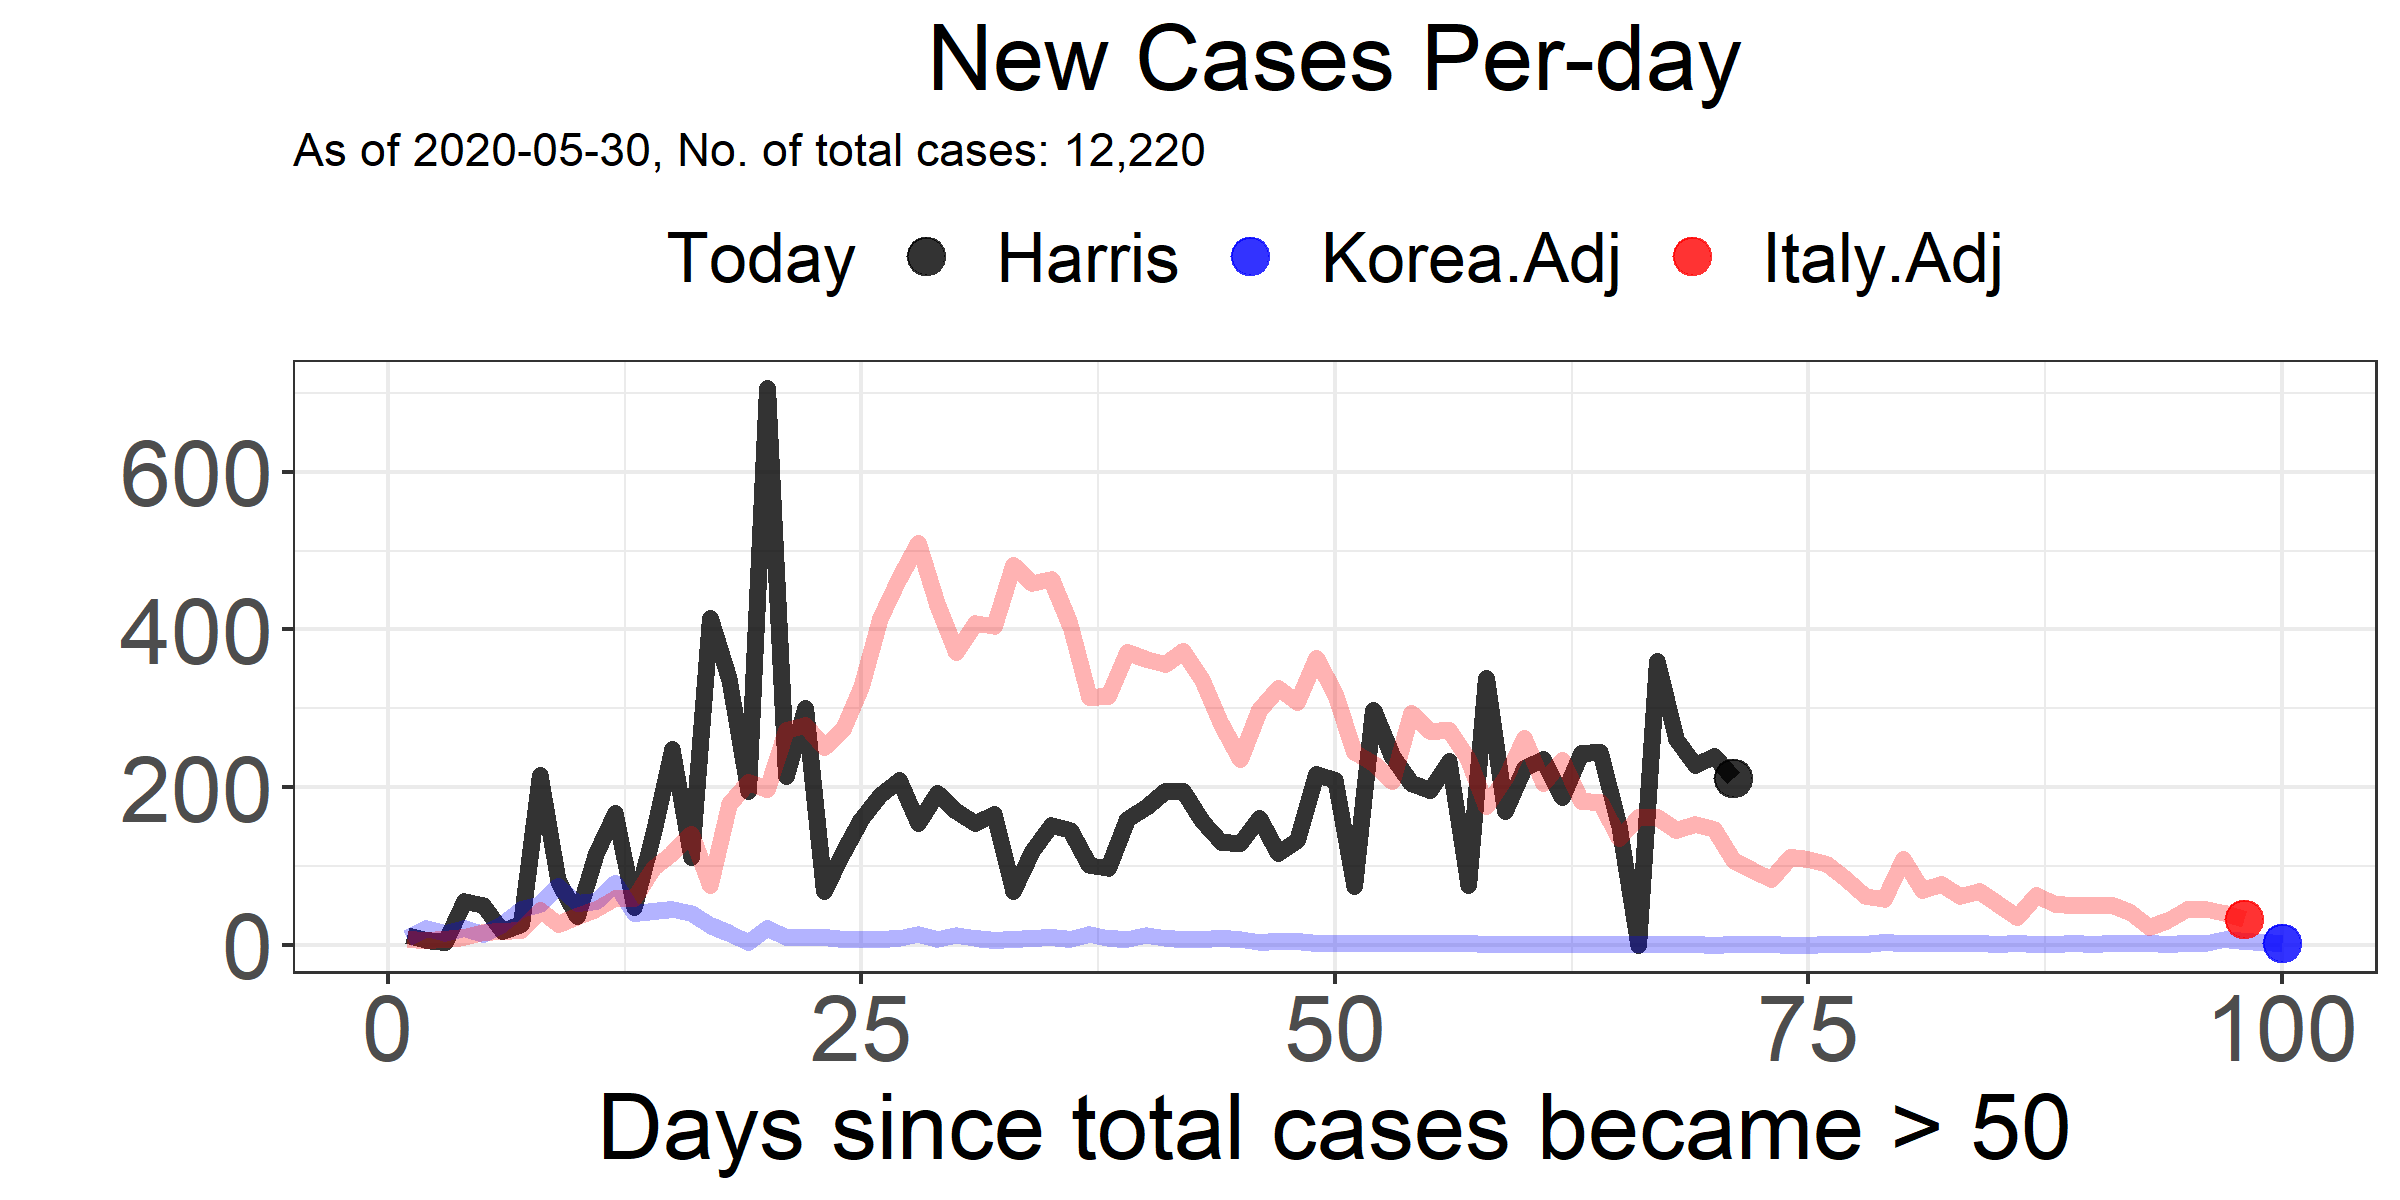 New Cases Per-day
As of 2020-05-30, No. of total cases: 12,220
Today Harris Korea.Adj Italy.Adj
600
400
200
0
0 25 50 75 100
Days since total cases became > 50